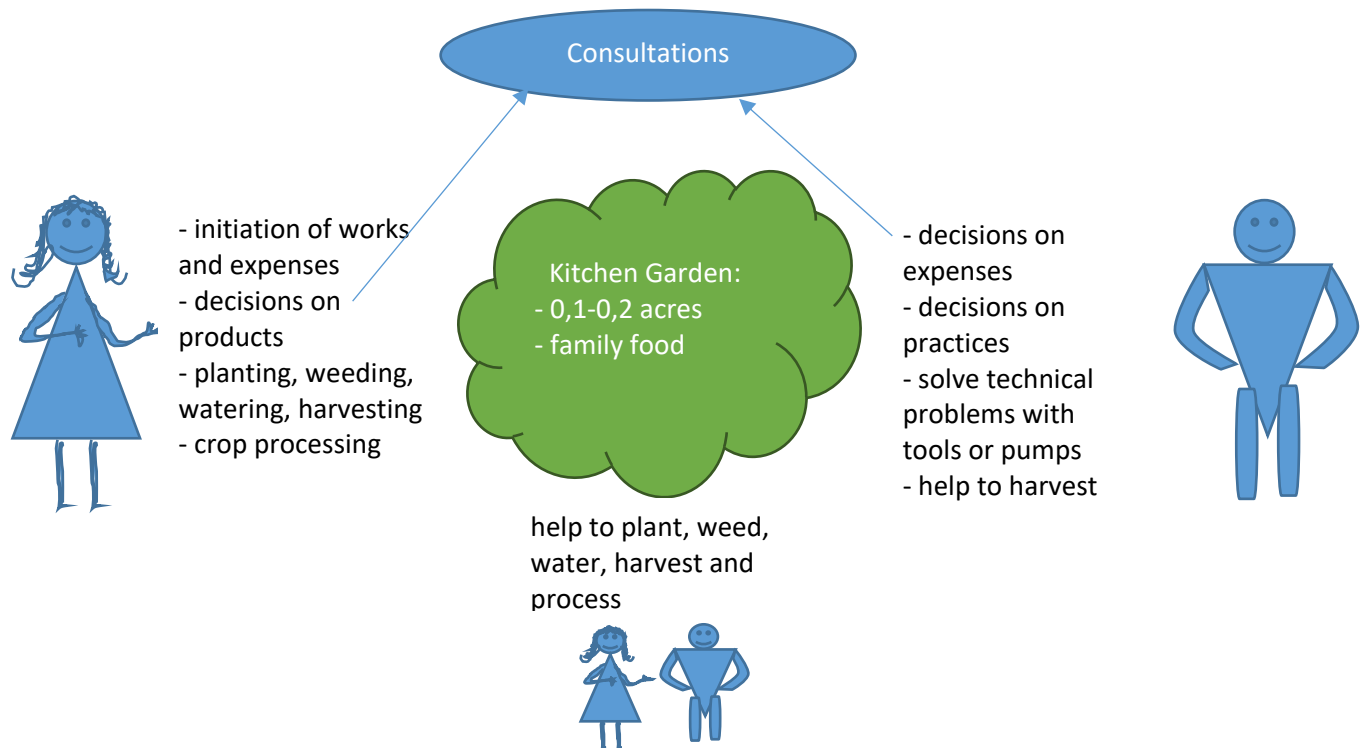 Consultations
- initiation of works
and expenses
- decisions on
products
- planting, weeding,
watering, harvesting
- crop processing
Kitchen Garden:
- 0,1-0,2 acres
- family food
- decisions on
expenses
- decisions on
practices
- solve technical
problems with
tools or pumps
- help to harvest
help to plant, weed,
water, harvest and
process